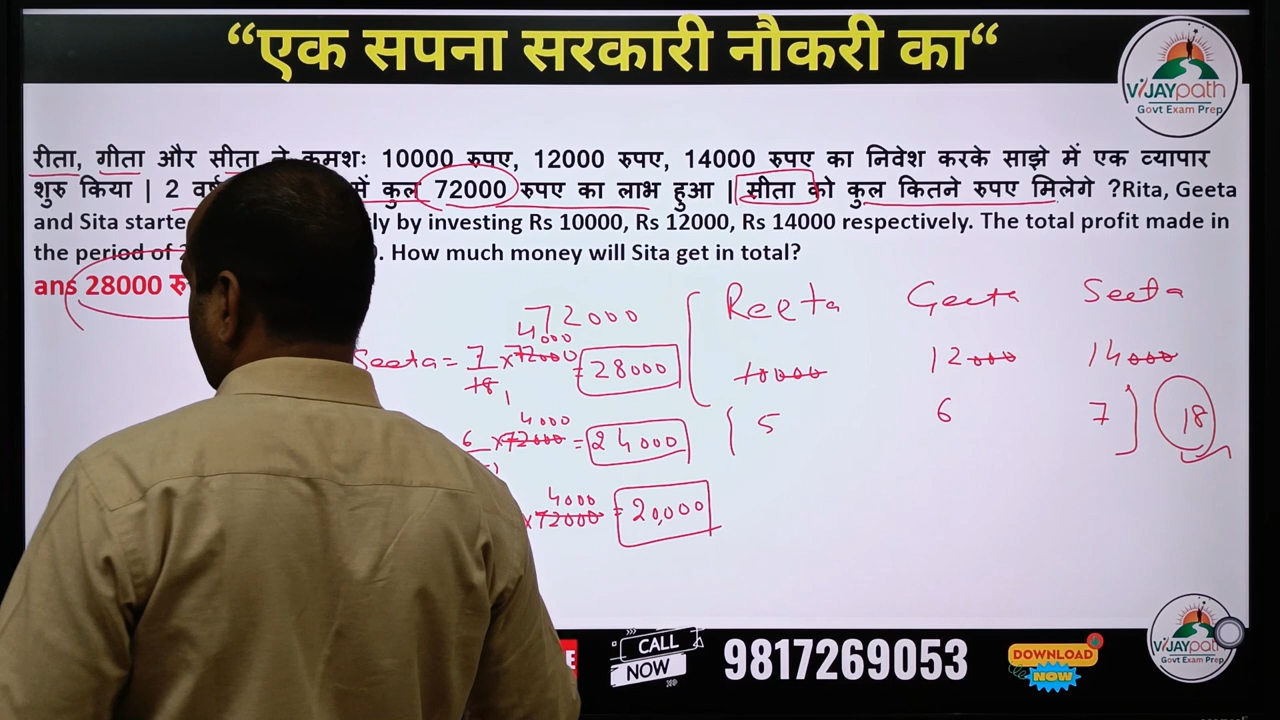 “एक सपना सरकारी नौकरी का“
ViJAYpath
Govt Exam Prep
रीता, गीता और सीता ने क्रमशः 10000 रुपए, 12000 रुपए, 14000 रुपए का निवेश करके साझे में एक व्यापार
शुरु किया | 2 में कुल 72000 रुपए का लाभ हुआ | सीता को कुल कितने रुपए मिलेगे ?Rita, Geeta
and Sita by investing Rs 10000, Rs 12000, Rs 14000 respectively. The total profit made in
the period of How much money will Sita get in total?
ans 28000
72000
Reeta Geeta Seeta
4000
Seeta = 7/18 × 72000 = 28000
10000 12000 14000
1
5 6 7 18
4000
6 × 72000 = 24000
4000
× 72000 = 20,000
CALL
NOW
9817269053
DOWNLOAD
NOW
ViJAYpath
Govt Exam Prep